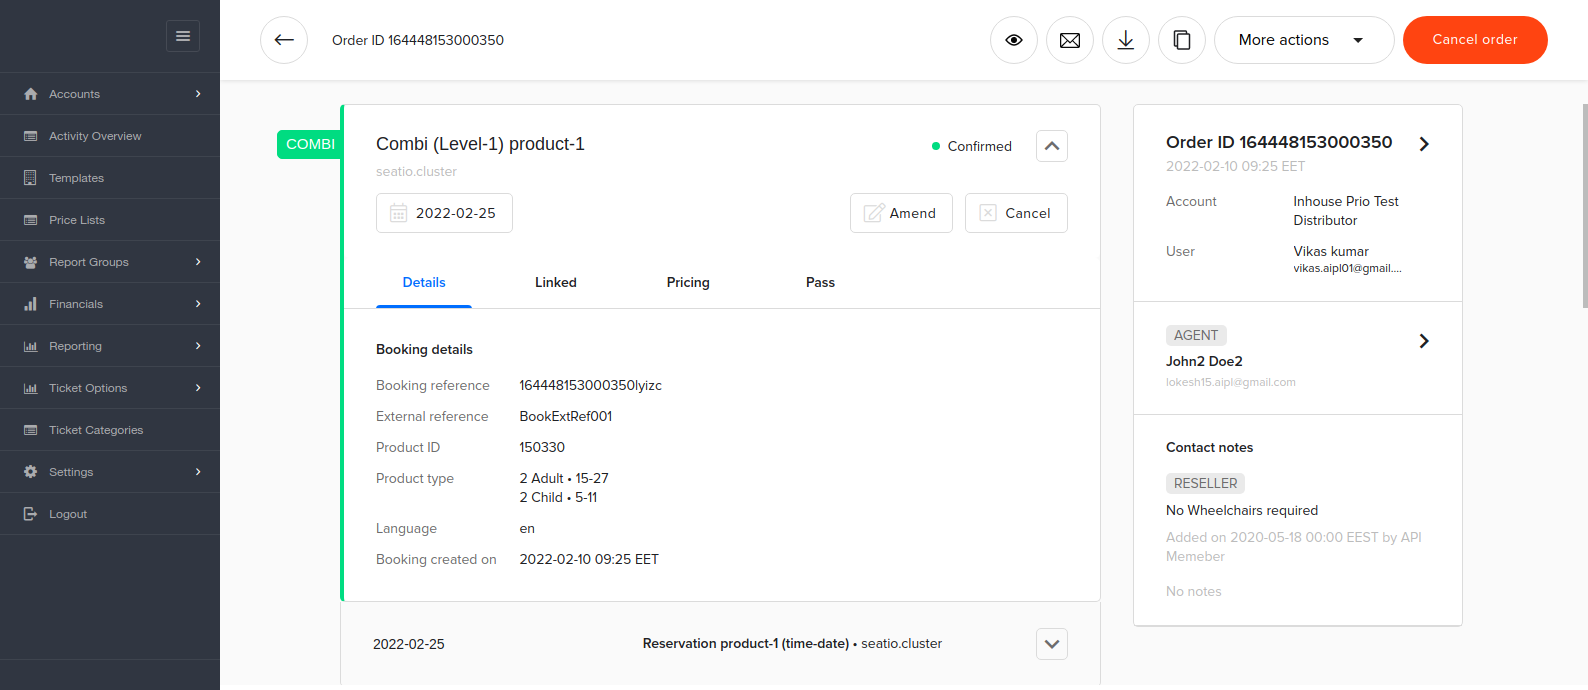 Order ID 164448153000350
More actions
Cancel order
Accounts
Activity Overview
Templates
Price Lists
Report Groups
Financials
Reporting
Ticket Options
Ticket Categories
Settings
Logout
COMBI
Combi (Level-1) product-1
Confirmed
seatio.cluster
2022-02-25
Amend
Cancel
Details
Linked
Pricing
Pass
Booking details
Booking reference 164448153000350lyizc
External reference BookExtRef001
Product ID 150330
Product type 2 Adult • 15-27
2 Child • 5-11
Language en
Booking created on 2022-02-10 09:25 EET
2022-02-25 Reservation product-1 (time-date) • seatio.cluster
Order ID 164448153000350
2022-02-10 09:25 EET
Account Inhouse Prio Test
Distributor
User Vikas kumar
vikas.aipl01@gmail....
AGENT
John2 Doe2
lokesh15.aipl@gmail.com
Contact notes
RESELLER
No Wheelchairs required
Added on 2020-05-18 00:00 EEST by API
Memeber
No notes